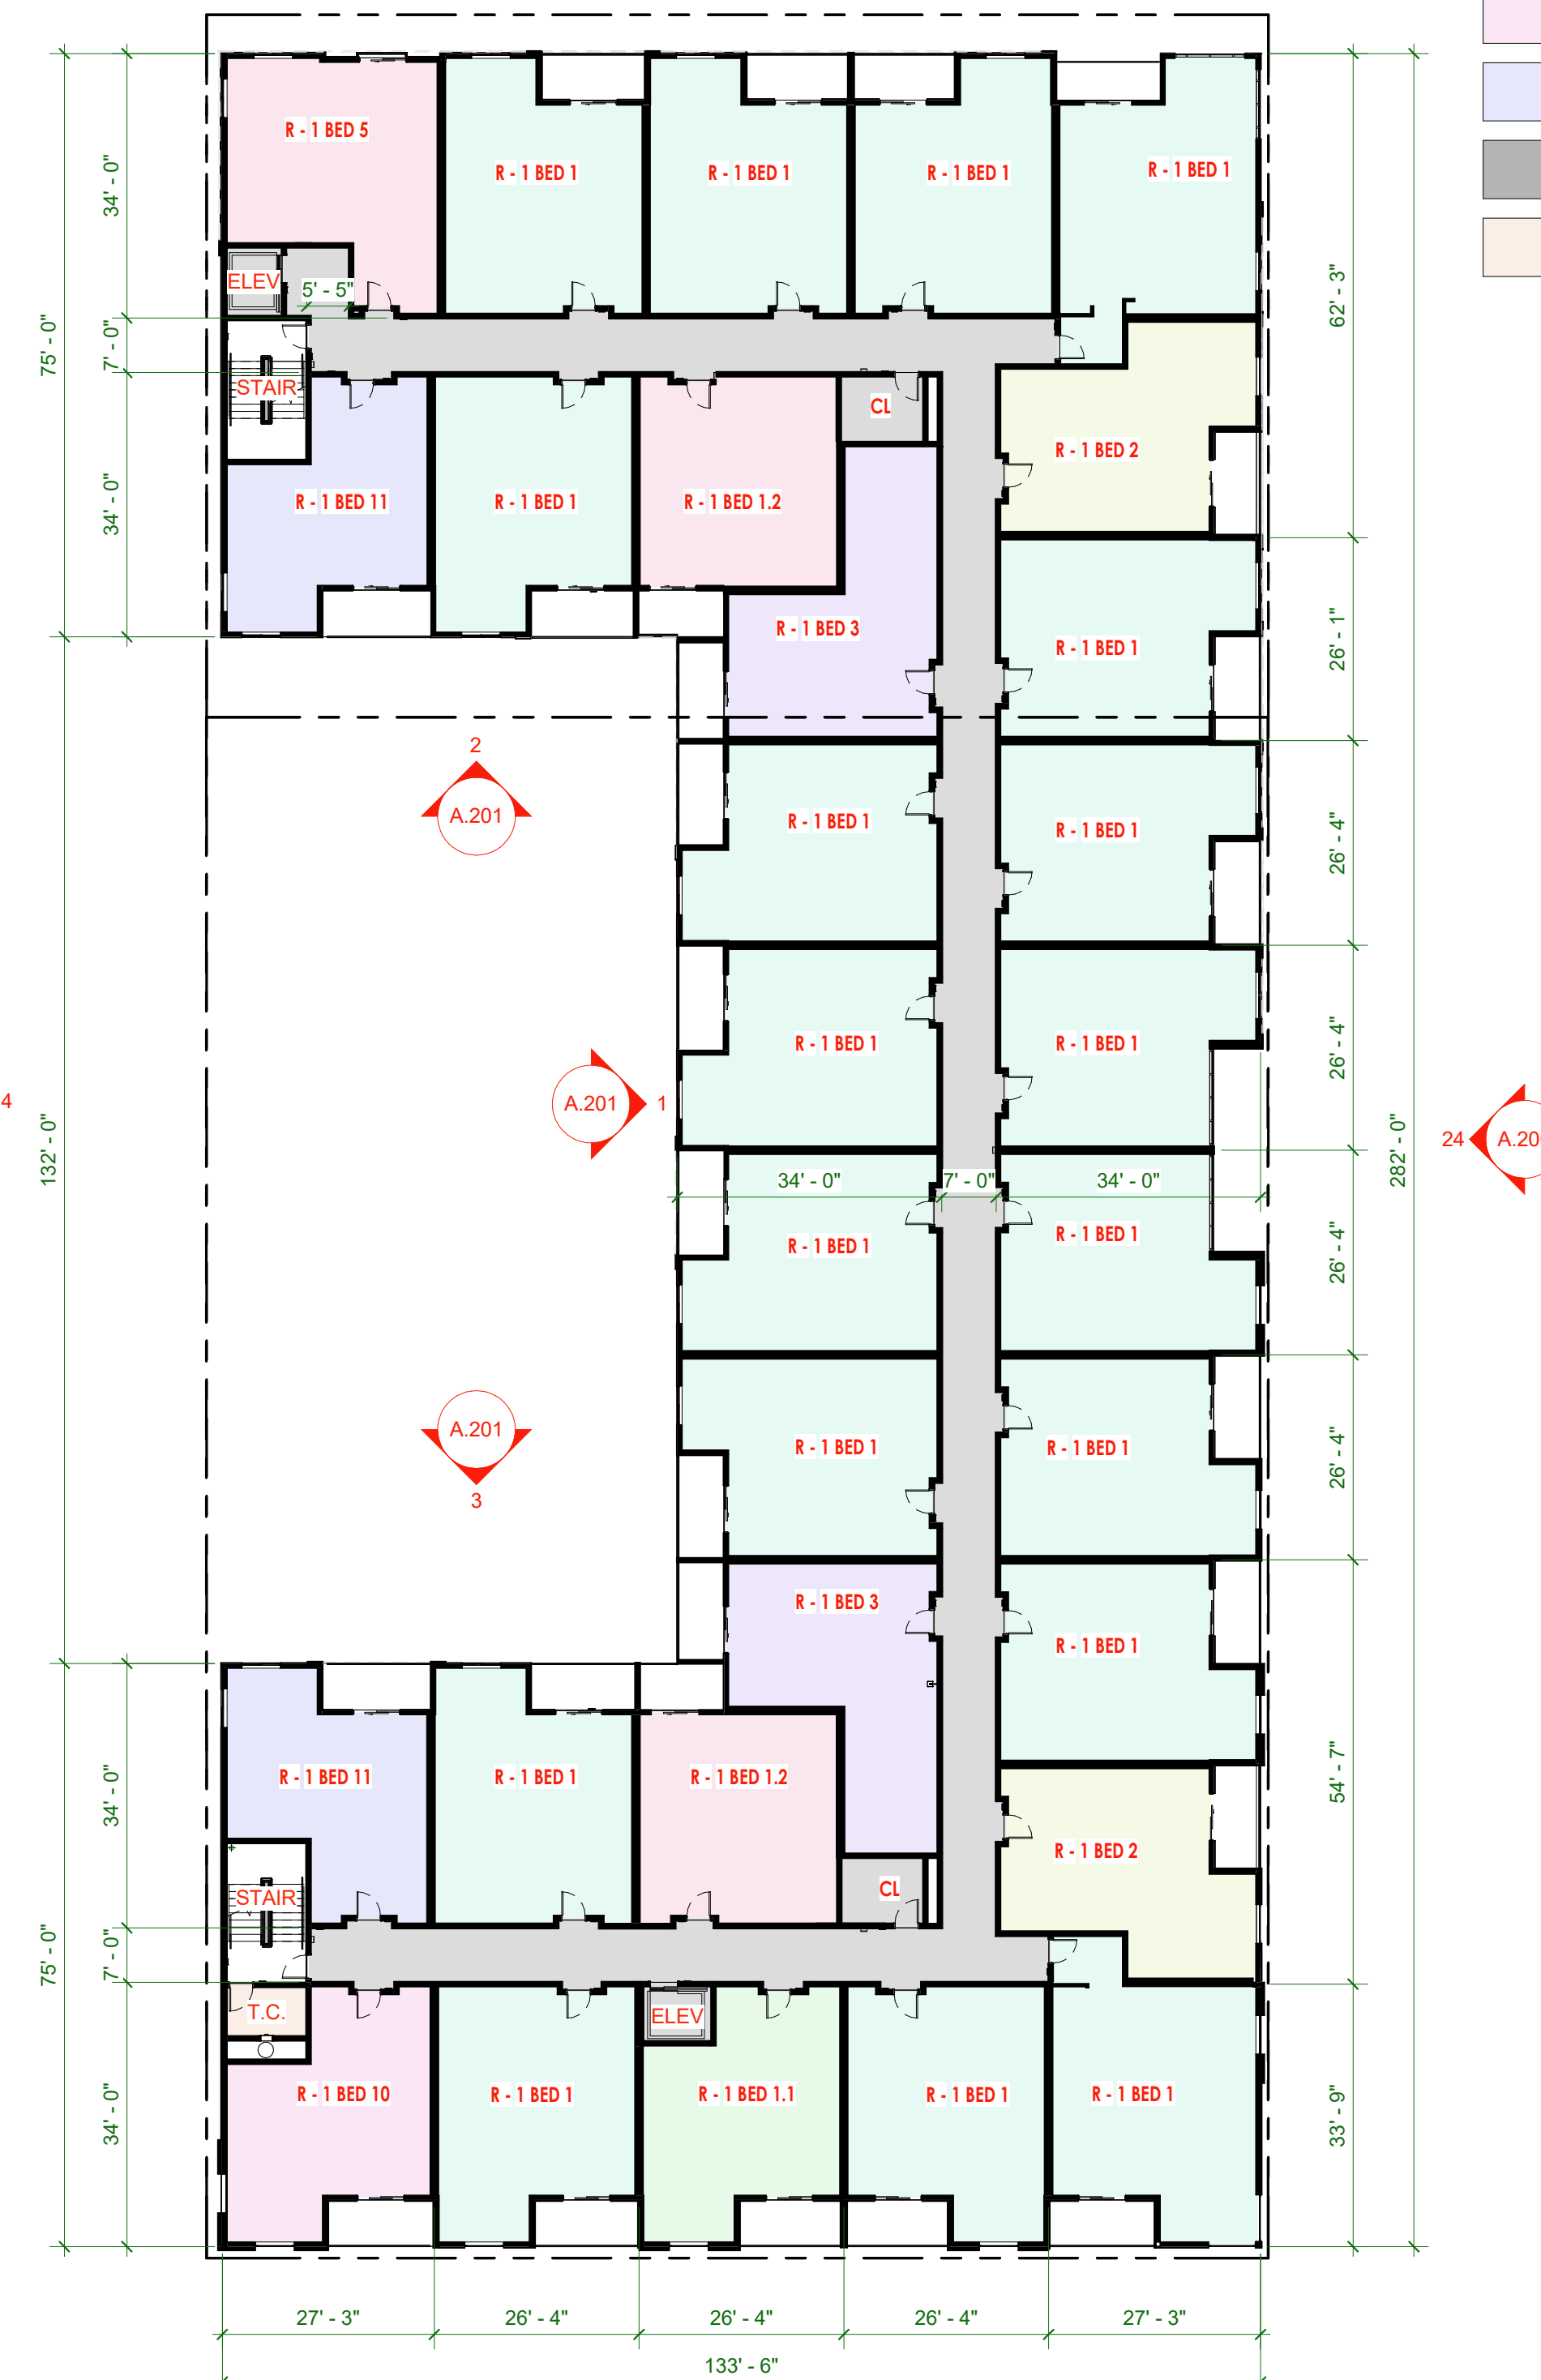 R - 1 BED 5
R - 1 BED 1
R - 1 BED 1
R - 1 BED 1
R - 1 BED 1
34' - 0"
ELEV
5' - 5"
62' - 3"
75' - 0"
7' - 0"
STAIR
CL
R - 1 BED 2
34' - 0"
R - 1 BED 11
R - 1 BED 1
R - 1 BED 1.2
R - 1 BED 3
R - 1 BED 1
26' - 1"
2
A.201
R - 1 BED 1
R - 1 BED 1
26' - 4"
R - 1 BED 1
R - 1 BED 1
26' - 4"
4
A.201
1
132' - 0"
282' - 0"
24
A.20
34' - 0"
7' - 0"
34' - 0"
R - 1 BED 1
R - 1 BED 1
26' - 4"
A.201
3
R - 1 BED 1
R - 1 BED 1
26' - 4"
R - 1 BED 3
R - 1 BED 1
R - 1 BED 11
R - 1 BED 1
R - 1 BED 1.2
54' - 7"
34' - 0"
R - 1 BED 2
STAIR
CL
75' - 0"
7' - 0"
T.C.
ELEV
R - 1 BED 10
R - 1 BED 1
R - 1 BED 1.1
R - 1 BED 1
R - 1 BED 1
34' - 0"
33' - 9"
27' - 3"
26' - 4"
26' - 4"
26' - 4"
27' - 3"
133' - 6"